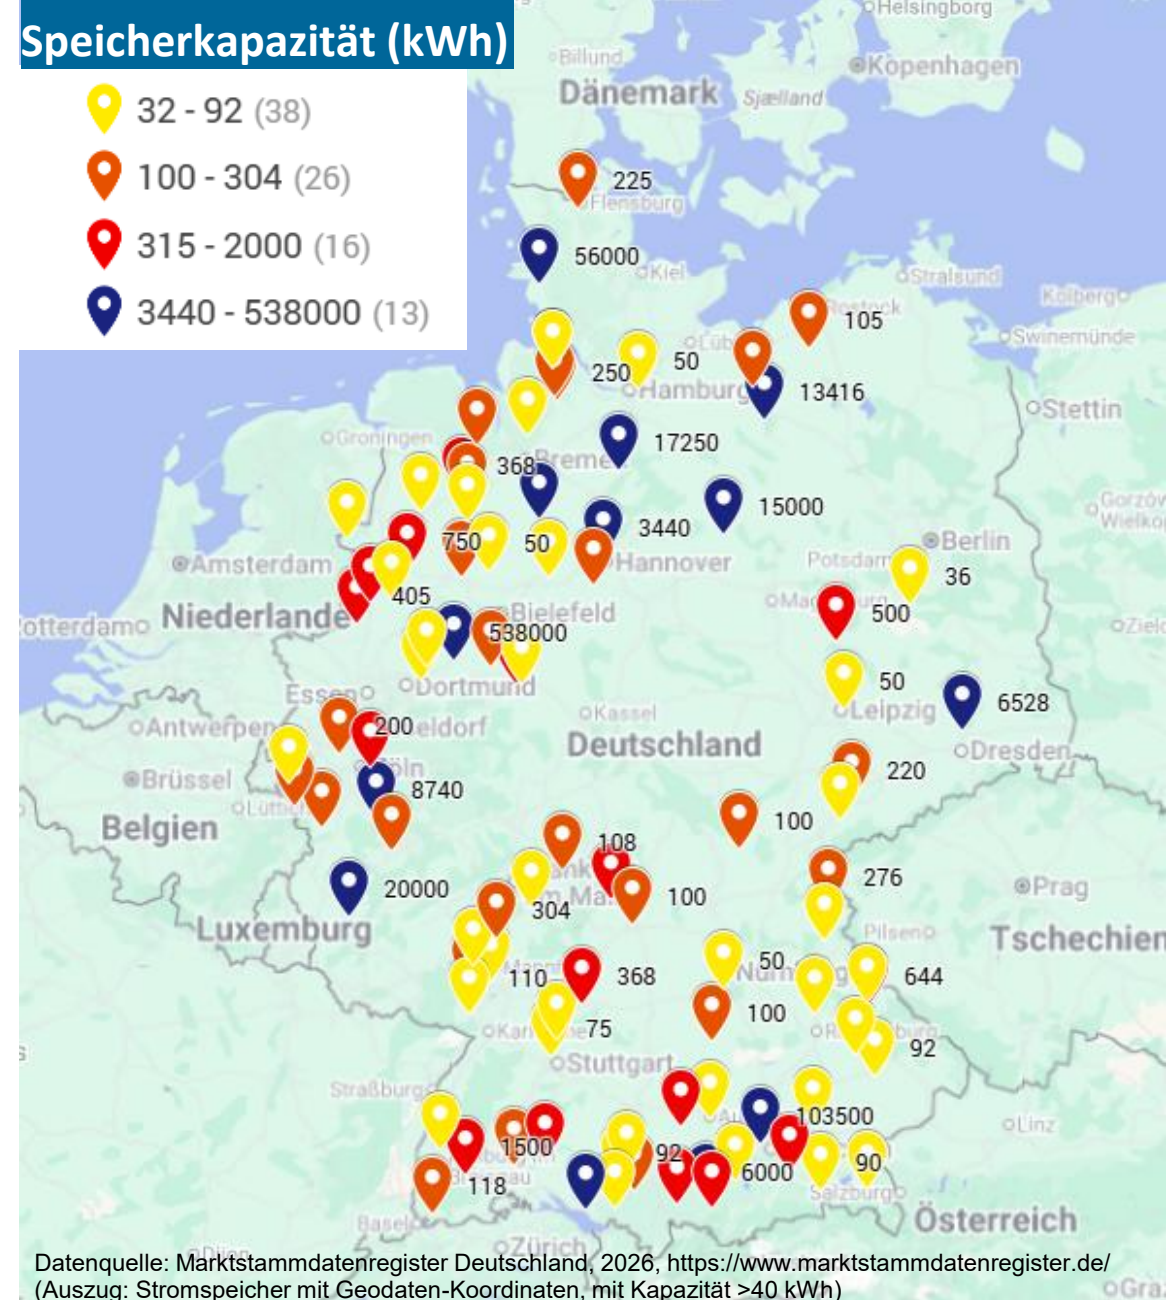 Speicherkapazität (kWh)
32 - 92 (38)
100 - 304 (26)
315 - 2000 (16)
3440 - 538000 (13)
Helsingborg
Billund
Kopenhagen
Dänemark
Sjælland
225
Flensburg
56000
Kiel
Stralsund
Kolberg
Rostock
105
Swinemünde
50
250
Hamburg
13416
Stettin
Groningen
17250
368
Bremen
15000
3440
Berlin
750
50
Hannover
Potsdam
Amsterdam
36
405
Niederlande
Bielefeld
500
538000
Dortmund
50
Essen
Kassel
Leipzig
6528
Antwerpen
200
eldorf
Deutschland
Dresden
Brüssel
Köln
220
8740
Belgien
100
108
276
Prag
20000
100
304
Luxemburg
Pilsen
Tschechien
50
110
368
644
100
75
92
Stuttgart
Straßburg
103500
Linz
1500
92
6000
90
118
Salzburg
Basel
Österreich
Zürich
Dijon
Datenquelle: Marktstammdatenregister Deutschland, 2026, https://www.marktstammdatenregister.de/
(Auszug: Stromspeicher mit Geodaten-Koordinaten, mit Kapazität >40 kWh)